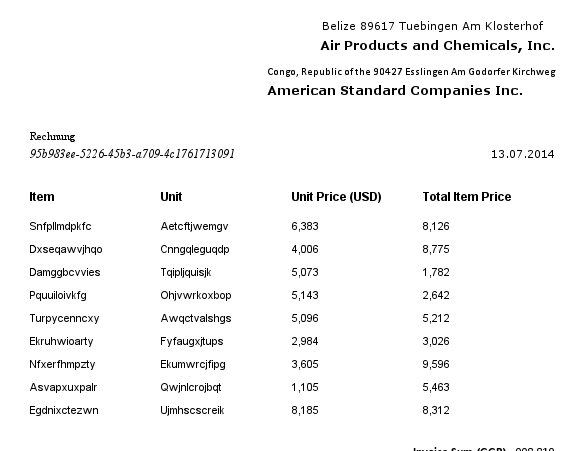 Belize 89617 Tuebingen Am Klosterhof
Air Products and Chemicals, Inc.
Congo, Republic of the 90427 Esslingen Am Godorfer Kirchweg
American Standard Companies Inc.
Rechnung
95b983ee-5226-45b3-a709-4c1761713091 13.07.2014
Item Unit Unit Price (USD) Total Item Price
Snfpllmdpkfc Aetcftjwemgv 6,383 8,126
Dxseqawvjhqo Cnngqleguqdp 4,006 8,775
Damggbcvvies Tqipljquisjk 5,073 1,782
Pquuiloivkfg Ohjvwrkoxbop 5,143 2,642
Turpycenncxy Awqctvalshgs 5,096 5,212
Ekruhwioarty Fyfaugxjtups 2,984 3,026
Nfxerfhmpzty Ekumwrcjfipg 3,605 9,596
Asvapxuxpalr Qwjnlcrojbqt 1,105 5,463
Egdnixctezwn Ujmhscscreik 8,185 8,312
Invoice Sum